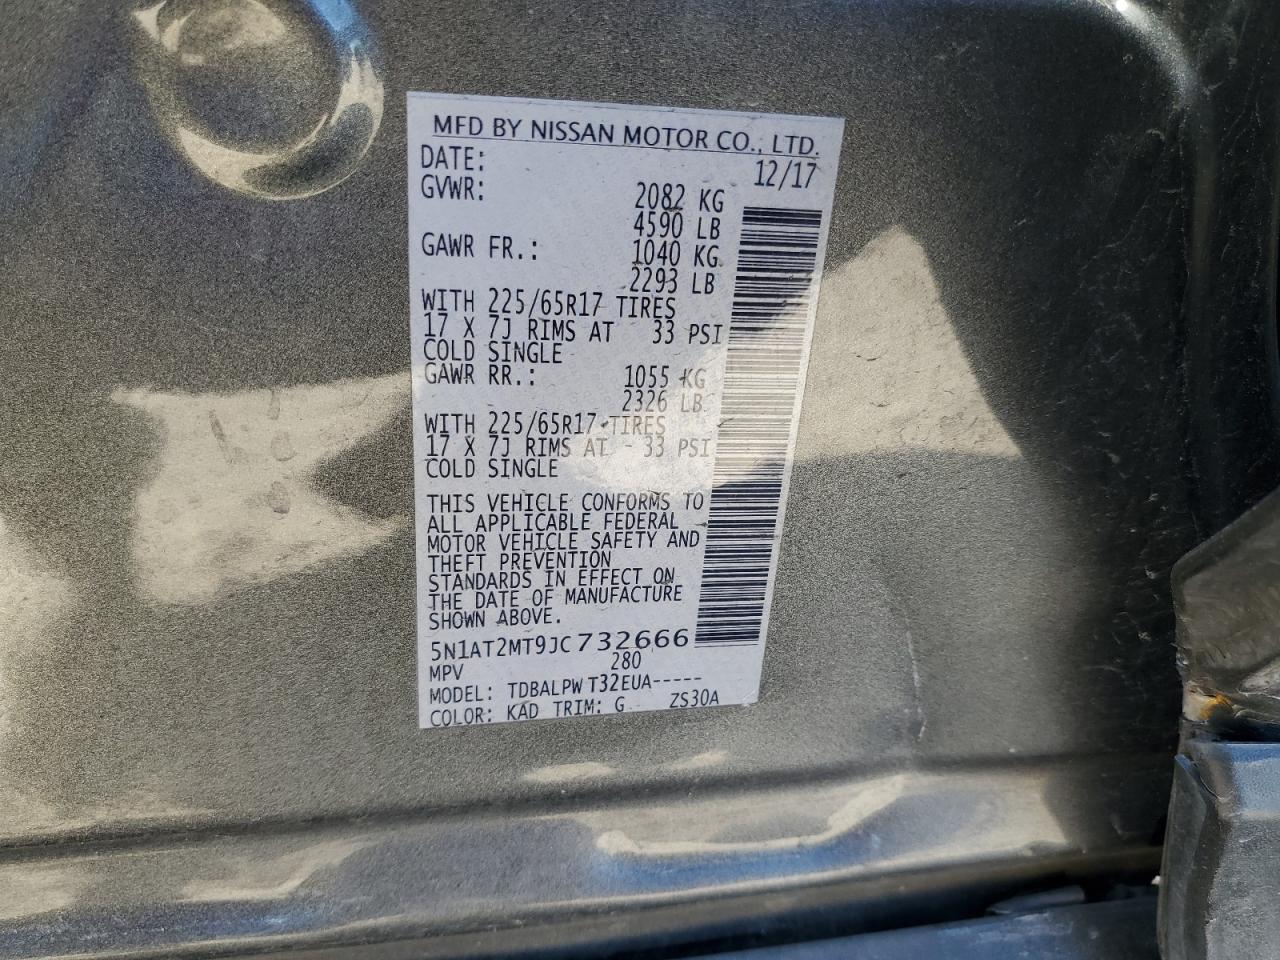 MFD BY NISSAN MOTOR CO., LTD.
DATE: 12/17
GVWR: 2082 KG
4590 LB
GAWR FR.: 1040 KG
2293 LB
WITH 225/65R17 TIRES
17 X 7J RIMS AT 33 PSI
COLD SINGLE
GAWR RR.: 1055 KG
2326 LB
WITH 225/65R17 TIRES
17 X 7J RIMS AT 33 PSI
COLD SINGLE
THIS VEHICLE CONFORMS TO
ALL APPLICABLE FEDERAL
MOTOR VEHICLE SAFETY AND
THEFT PREVENTION
STANDARDS IN EFFECT ON
THE DATE OF MANUFACTURE
SHOWN ABOVE.
5N1AT2MT9JC732666
MPV 280
MODEL: TDBALPW T32EUA-----
COLOR: KAD TRIM: G ZS30A